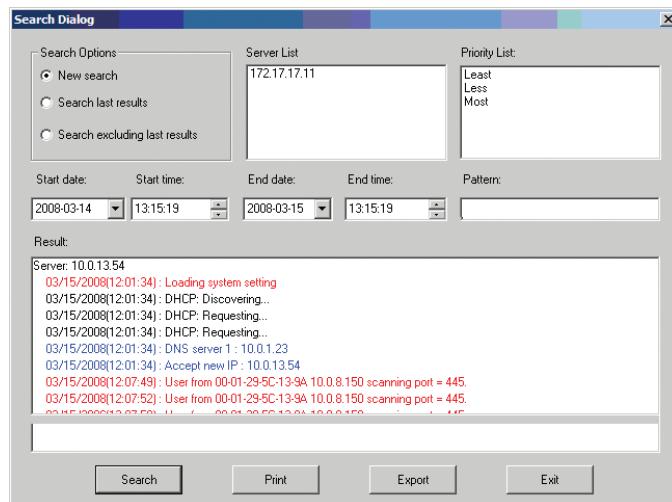 Search Dialog
Search Options
New search
Search last results
Search excluding last results
Server List
172.17.17.11
Priority List:
Least
Less
Most
Start date:
Start time:
End date:
End time:
Pattern:
2008-03-14
13:15:19
2008-03-15
13:15:19
Result:
Server: 10.0.13.54
03/15/2008(12:01:34) : Loading system setting
03/15/2008(12:01:34) : DHCP: Discovering...
03/15/2008(12:01:34) : DHCP: Requesting...
03/15/2008(12:01:34) : DHCP: Requesting...
03/15/2008(12:01:34) : DNS server 1 : 10.0.1.23
03/15/2008(12:01:34) : Accept new IP : 10.0.13.54
03/15/2008(12:07:49) : User from 00-01-29-5C-13-9A 10.0.8.150 scanning port = 445.
03/15/2008(12:07:52) : User from 00-01-29-5C-13-9A 10.0.8.150 scanning port = 445.
Search
Print
Export
Exit